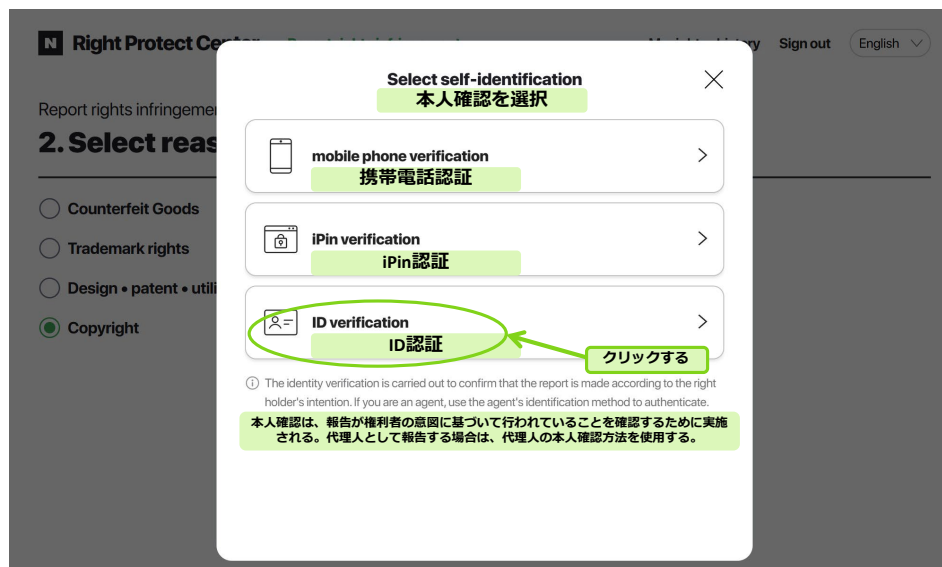 N Right Protect Ce
Sign out
English
Report rights infringeme
2. Select reas
Counterfeit Goods
Trademark rights
Design • patent • utili
Copyright
Select self-identification
本人確認を選択
mobile phone verification
携帯電話認証
iPin verification
iPin認証
ID verification
ID認証
クリックする
The identity verification is carried out to confirm that the report is made according to the right
holder's intention. If you are an agent, use the agent's identification method to authenticate.
本人確認は、報告が権利者の意図に基づいて行われていることを確認するために実施
される。代理人として報告する場合は、代理人の本人確認方法を使用する。